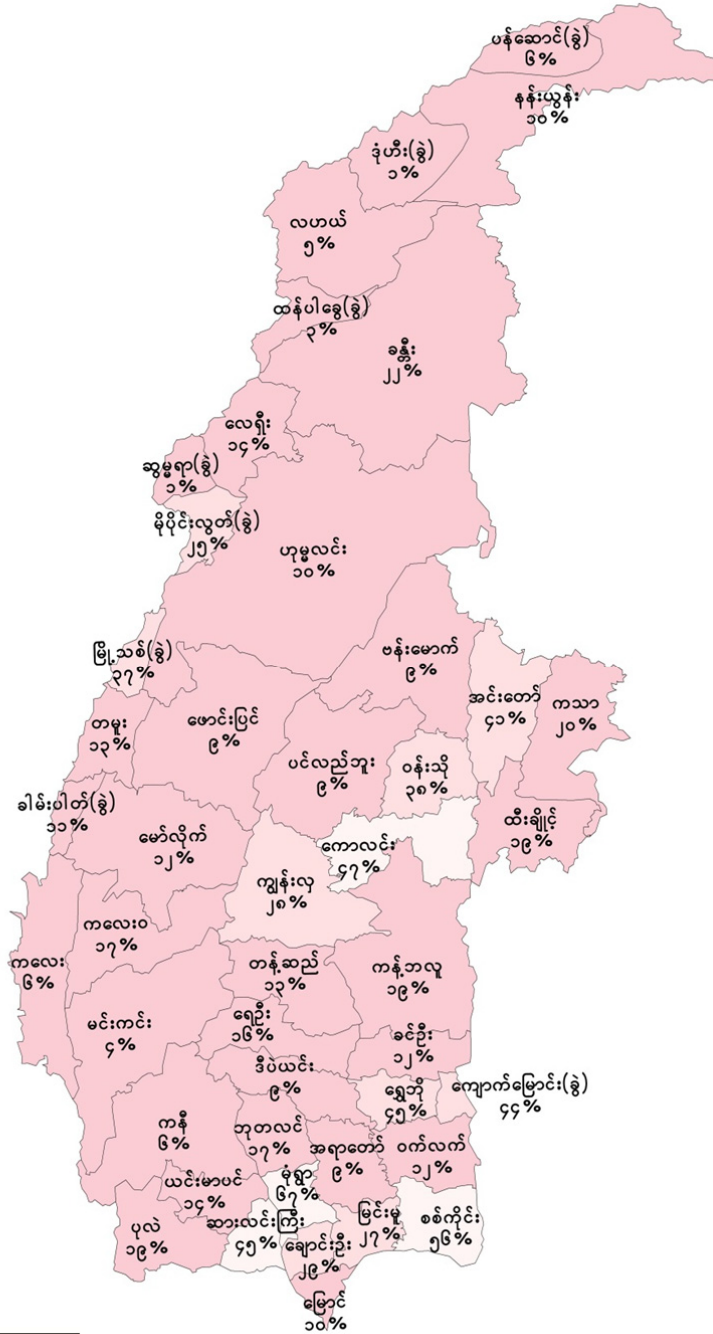 ပန်ဆောင်(ခွဲ)
၆%
နန်းယွန်း
၁၀%
ဒုံဟီး(ခွဲ)
၁%
လဟယ်
၅%
ထန်ပါခွေ(ခွဲ)
၃%
ခန္တီး
၂၂%
လေရှီး
၁၄%
ဆွမ္မရာ(ခွဲ)
၁%
မိုပိုင်းလွတ်(ခွဲ)
၂၅%
ဟုမ္မလင်း
၁၀%
မြို့သစ်(ခွဲ)
၃၇%
ဗန်းမောက်
၉%
အင်းတော်
၄၁%
ကသာ
၂၀%
တမူး
၁၃%
ဖောင်းပြင်
၉%
ပင်လည်ဘူး
၉%
ဝန်းသို
၃၈%
ခါမ်းပါတ်(ခွဲ)
၁၁%
မော်လိုက်
၁၂%
ကောလင်း
၄၇%
ထီးချိုင့်
၁၉%
ကျွန်းလှ
၂၈%
ကလေးဝ
၁၇%
ကလေး
၆%
တန့်ဆည်
၁၃%
ကန့်ဘလူ
၁၉%
မင်းကင်း
၄%
ရေဦး
၁၆%
ခင်ဦး
၁၂%
ဒီပဲယင်း
၉%
ရွှေဘို
၄၅%
ကျောက်မြောင်း(ခွဲ)
၄၄%
ကနီ
၆%
ဘုတလင်
၁၇%
အရာတော်
၉%
ဝက်လက်
၁၂%
ယင်းမာပင်
၁၄%
မုံရွာ
၆၇%
ပုလဲ
၁၉%
ဆားလင်းကြီး
၄၅%
ချောင်းဦး
၂၉%
မြင်းမူ
၂၇%
စစ်ကိုင်း
၅၆%
မြောင်
၁၀%